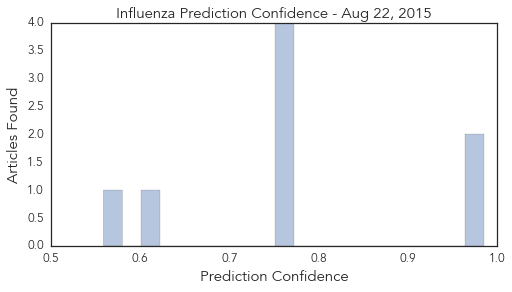 Influenza Prediction Confidence - Aug 22, 2015
4.0
3.5
3.0
2.5
2.0
1.5
1.0
0.5
0.0
Articles Found
0.5 0.6 0.7 0.8 0.9 1.0
Prediction Confidence